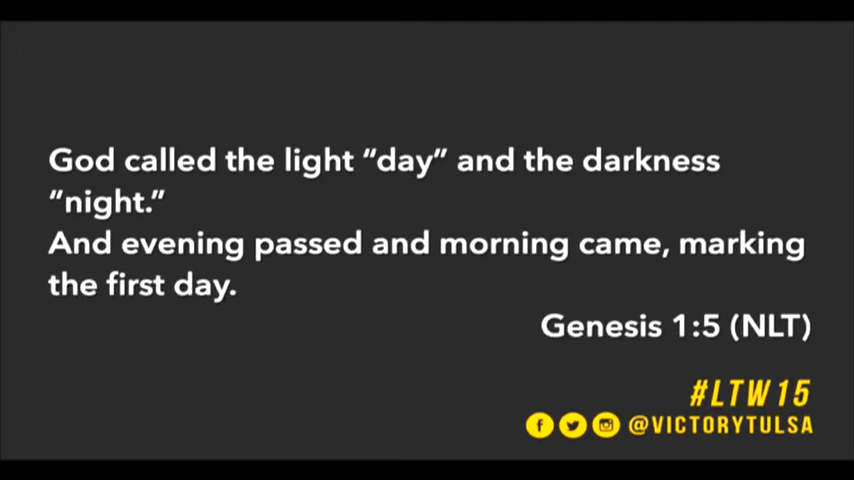 God called the light “day” and the darkness
“night.”
And evening passed and morning came, marking
the first day.
Genesis 1:5 (NLT)
#LTW15
@VICTORYTULSA